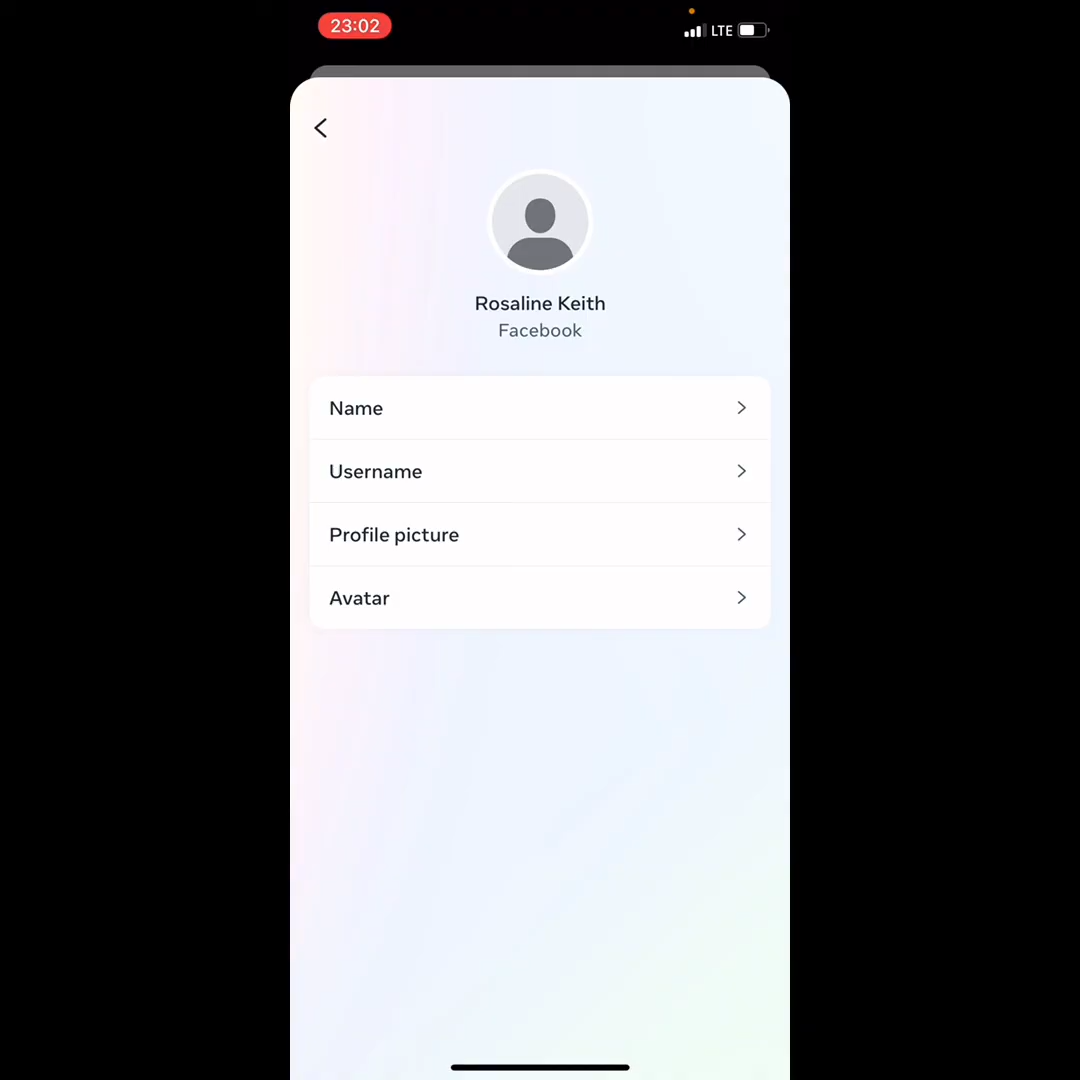 23:02
LTE
Rosaline Keith
Facebook
Name
Username
Profile picture
Avatar